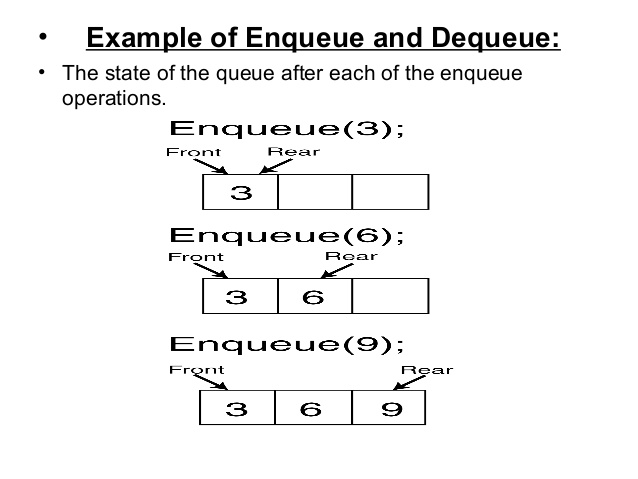 • Example of Enqueue and Dequeue:
• The state of the queue after each of the enqueue
operations.
Enqueue(3);
Front Rear
3
Enqueue(6);
Front Rear
3 6
Enqueue(9);
Front Rear
3 6 9